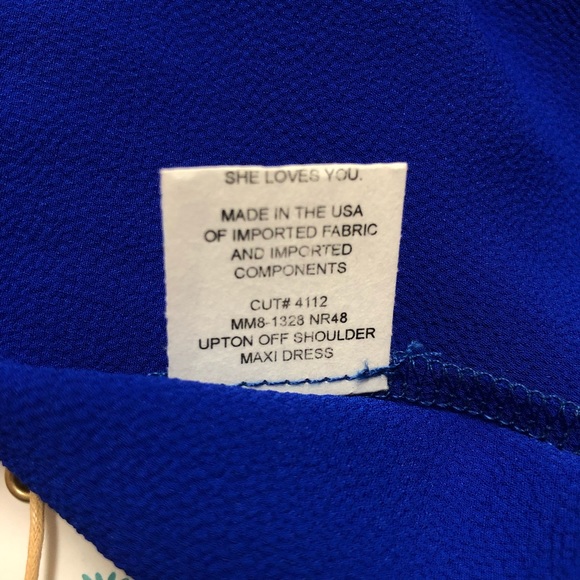 SHE LOVES YOU.
MADE IN THE USA
OF IMPORTED FABRIC
AND IMPORTED
COMPONENTS
CUT# 4112
MM8-1328 NR48
UPTON OFF SHOULDER
MAXI DRESS